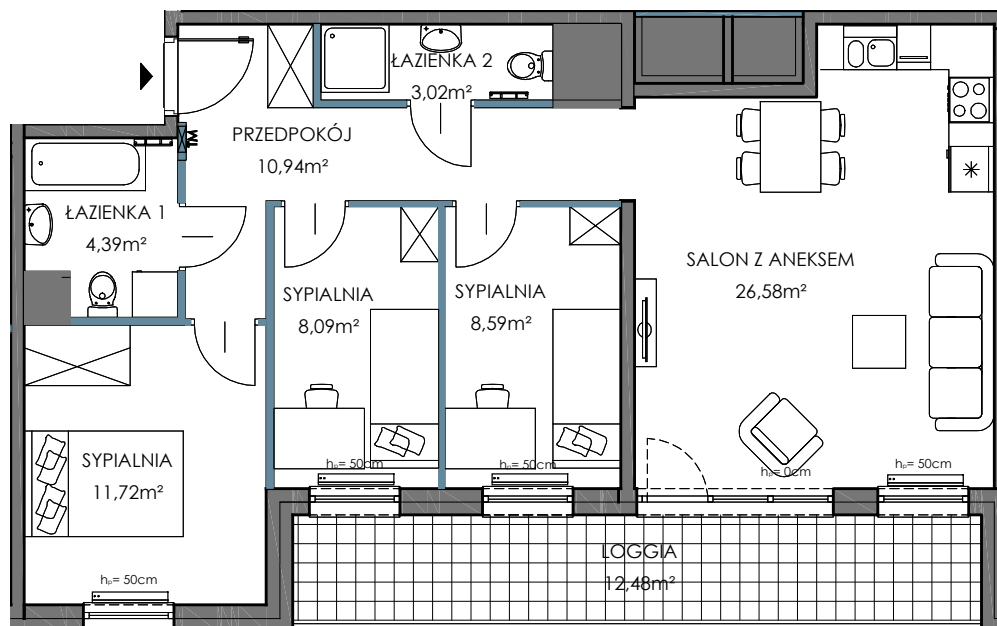 ŁAZIENKA 2
3,02m²
PRZEDPOKÓJ
10,94m²
ŁAZIENKA 1
4,39m²
SALON Z ANEKSEM
26,58m²
SYPIALNIA
8,09m²
SYPIALNIA
8,59m²
SYPIALNIA
11,72m²
hₚ= 50cm
hₚ= 50cm
hₚ= 0cm
hₚ= 50cm
LOGGIA
12,48m²
hₚ= 50cm